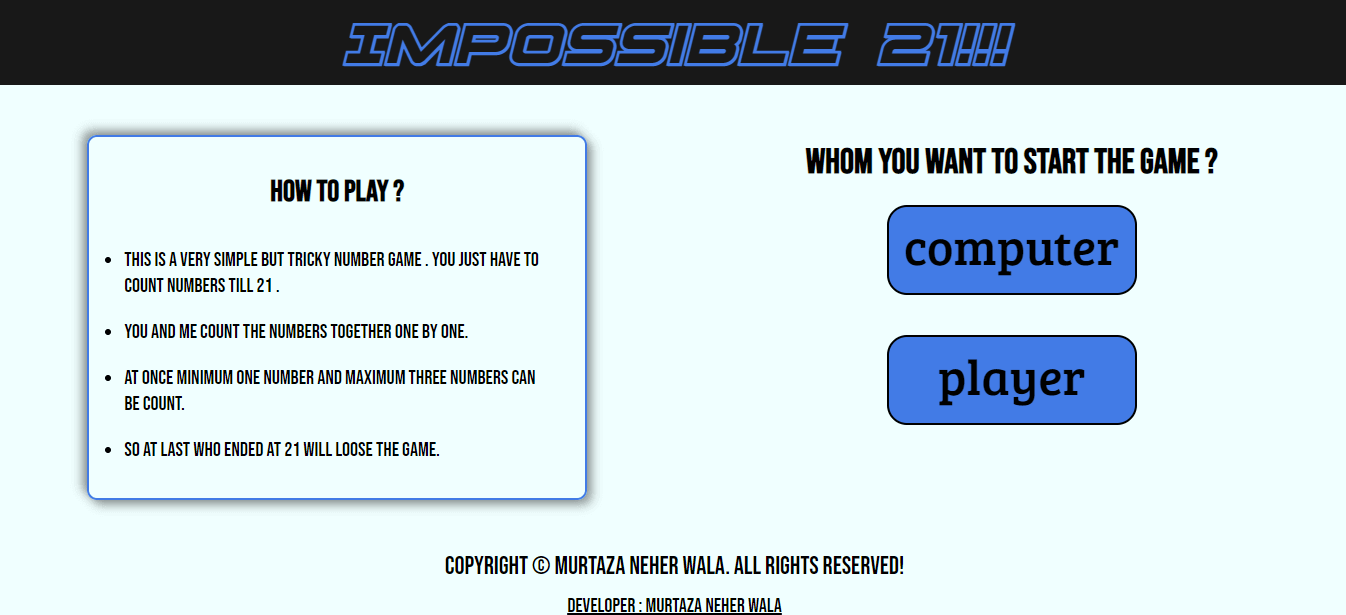 IMPOSSIBLE 21!!!
HOW TO PLAY ?
THIS IS A VERY SIMPLE BUT TRICKY NUMBER GAME . YOU JUST HAVE TO
COUNT NUMBERS TILL 21 .
YOU AND ME COUNT THE NUMBERS TOGETHER ONE BY ONE.
AT ONCE MINIMUM ONE NUMBER AND MAXIMUM THREE NUMBERS CAN
BE COUNT.
SO AT LAST WHO ENDED AT 21 WILL LOOSE THE GAME.
WHOM YOU WANT TO START THE GAME ?
computer
player
COPYRIGHT © MURTAZA NEHER WALA. ALL RIGHTS RESERVED!
DEVELOPER : MURTAZA NEHER WALA